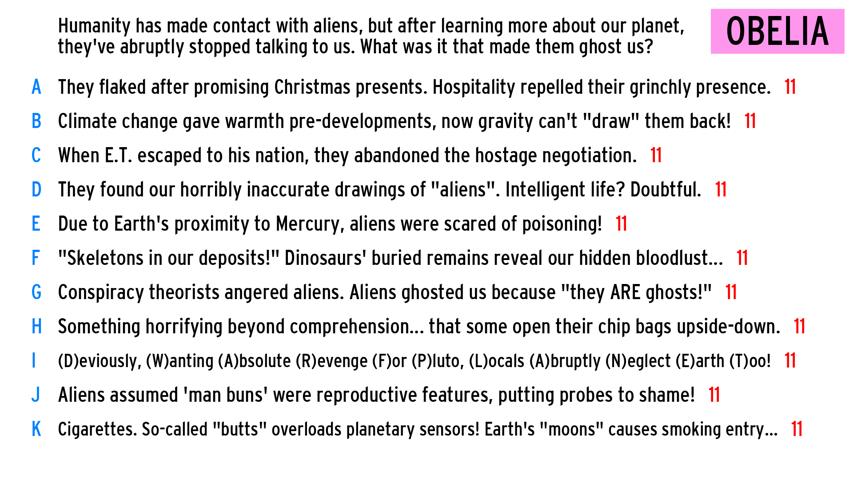 Humanity has made contact with aliens, but after learning more about our planet,
they've abruptly stopped talking to us. What was it that made them ghost us?
OBELIA
A They flaked after promising Christmas presents. Hospitality repelled their grinchly presence. 11
B Climate change gave warmth pre-developments, now gravity can't "draw" them back! 11
C When E.T. escaped to his nation, they abandoned the hostage negotiation. 11
D They found our horribly inaccurate drawings of "aliens". Intelligent life? Doubtful. 11
E Due to Earth's proximity to Mercury, aliens were scared of poisoning! 11
F "Skeletons in our deposits!" Dinosaurs' buried remains reveal our hidden bloodlust... 11
G Conspiracy theorists angered aliens. Aliens ghosted us because "they ARE ghosts!" 11
H Something horrifying beyond comprehension... that some open their chip bags upside-down. 11
I (D)eviously, (W)anting (A)bsolute (R)evenge (F)or (P)luto, (L)ocals (A)bruptly (N)eglect (E)arth (T)oo! 11
J Aliens assumed 'man buns' were reproductive features, putting probes to shame! 11
K Cigarettes. So-called "butts" overloads planetary sensors! Earth's "moons" causes smoking entry... 11